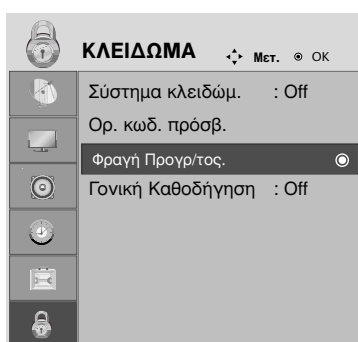 ΚΛΕΙΔΩΜΑ Μετ. OK
Σύστημα κλειδώμ. : Off
Ορ. κωδ. πρόσβ.
Φραγή Προγρ/τος.
Γονική Καθοδήγηση : Off